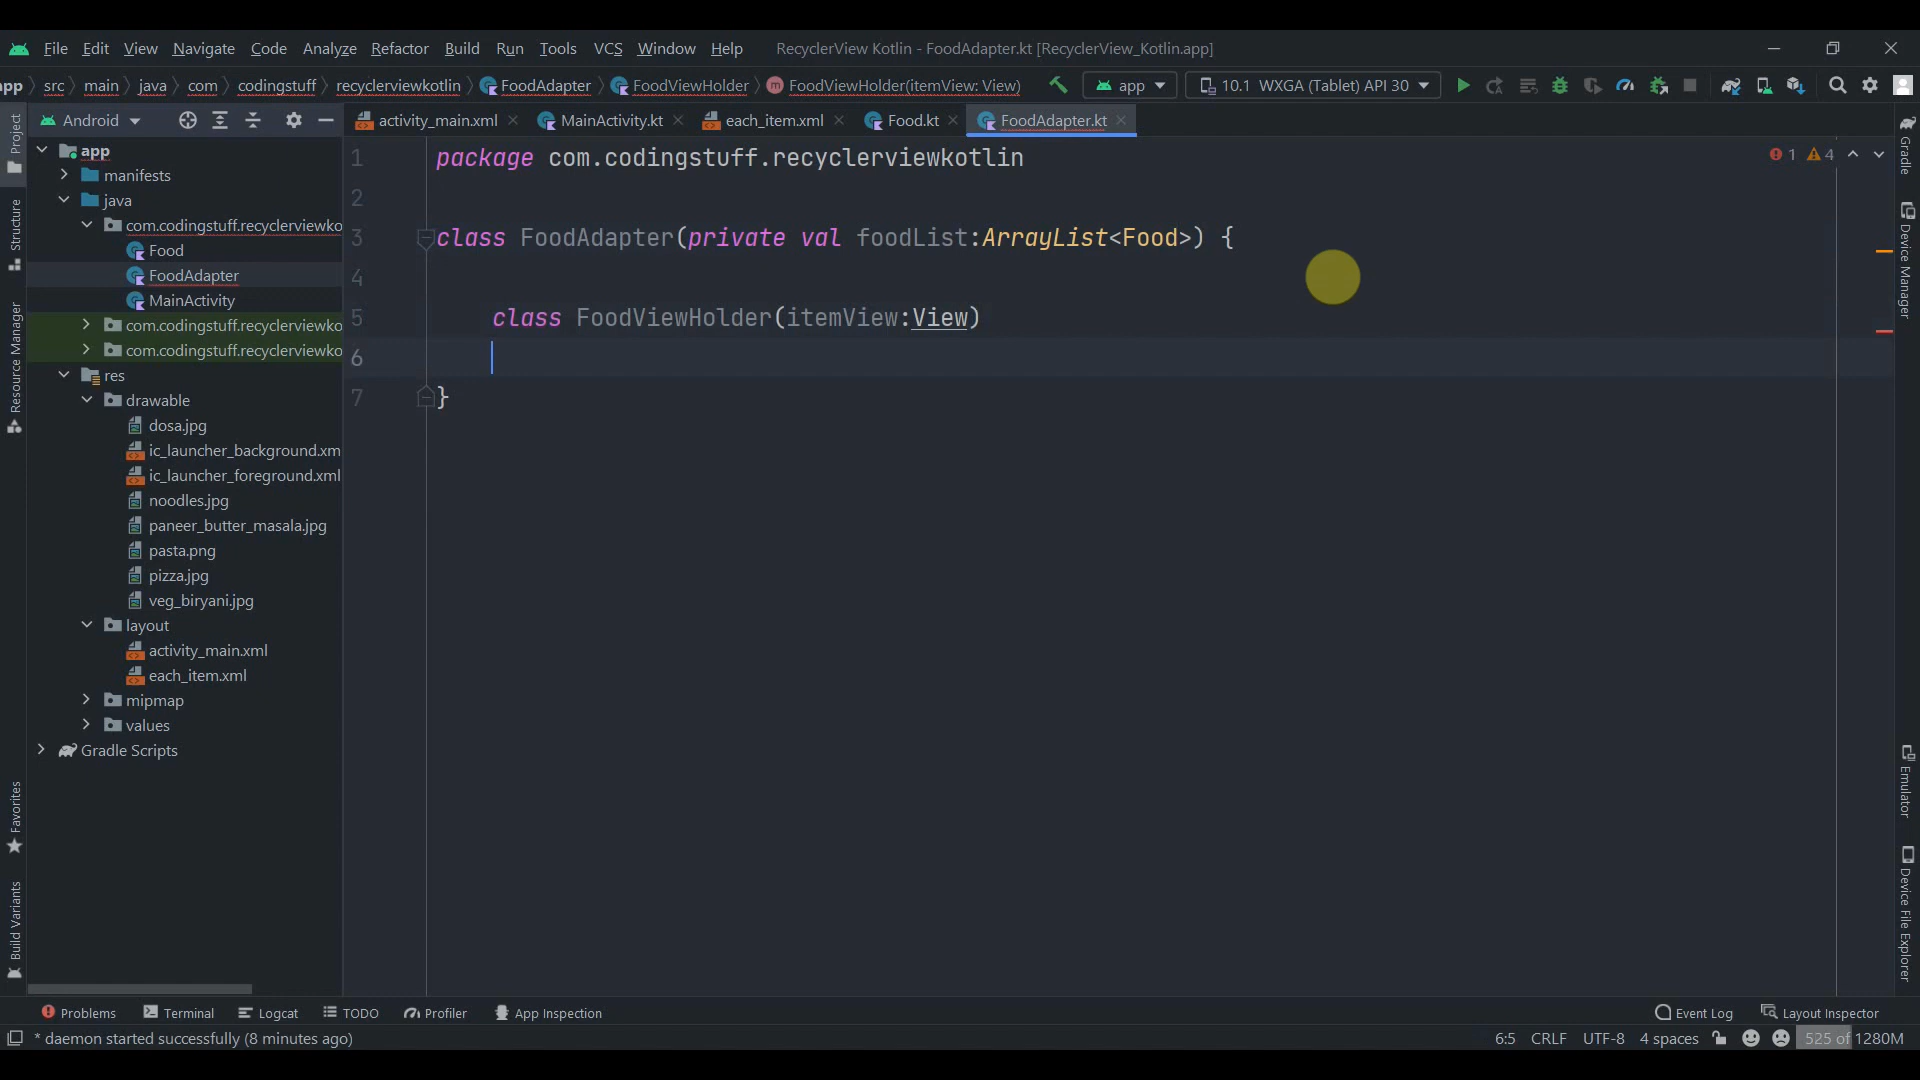 File Edit View Navigate Code Analyze Refactor Build Run Tools VCS Window Help RecyclerView Kotlin - FoodAdapter.kt [RecyclerView_Kotlin.app]
app src main java com codingstuff recyclerviewkotlin FoodAdapter FoodViewHolder FoodViewHolder(itemView: View) app 10.1 WXGA (Tablet) API 30
Android activity_main.xml MainActivity.kt each_item.xml Food.kt FoodAdapter.kt
app
manifests
java
com.codingstuff.recyclerviewko
Food
FoodAdapter
MainActivity
com.codingstuff.recyclerviewko
com.codingstuff.recyclerviewko
res
drawable
dosa.jpg
ic_launcher_background.xm
ic_launcher_foreground.xml
noodles.jpg
paneer_butter_masala.jpg
pasta.png
pizza.jpg
veg_biryani.jpg
layout
activity_main.xml
each_item.xml
mipmap
values
Gradle Scripts
1 package com.codingstuff.recyclerviewkotlin
2
3 class FoodAdapter(private val foodList:ArrayList<Food>) {
4
5 class FoodViewHolder(itemView:View)
6
7 }
1 4
Project
Structure
Resource Manager
Favorites
Build Variants
Gradle
Device Manager
Emulator
Device File Explorer
Problems Terminal Logcat TODO Profiler App Inspection Event Log Layout Inspector
* daemon started successfully (8 minutes ago) 6:5 CRLF UTF-8 4 spaces 525 of 1280M